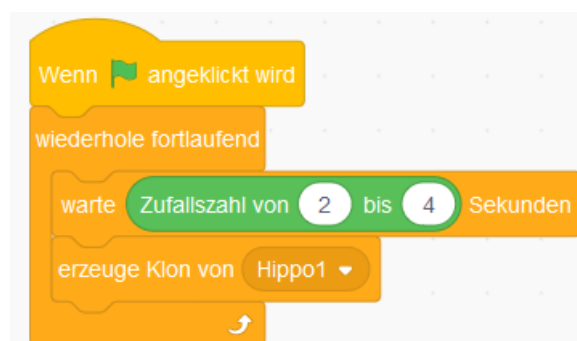 Wenn angeklickt wird
wiederhole fortlaufend
warte Zufallszahl von 2 bis 4 Sekunden
erzeuge Klon von Hippo1